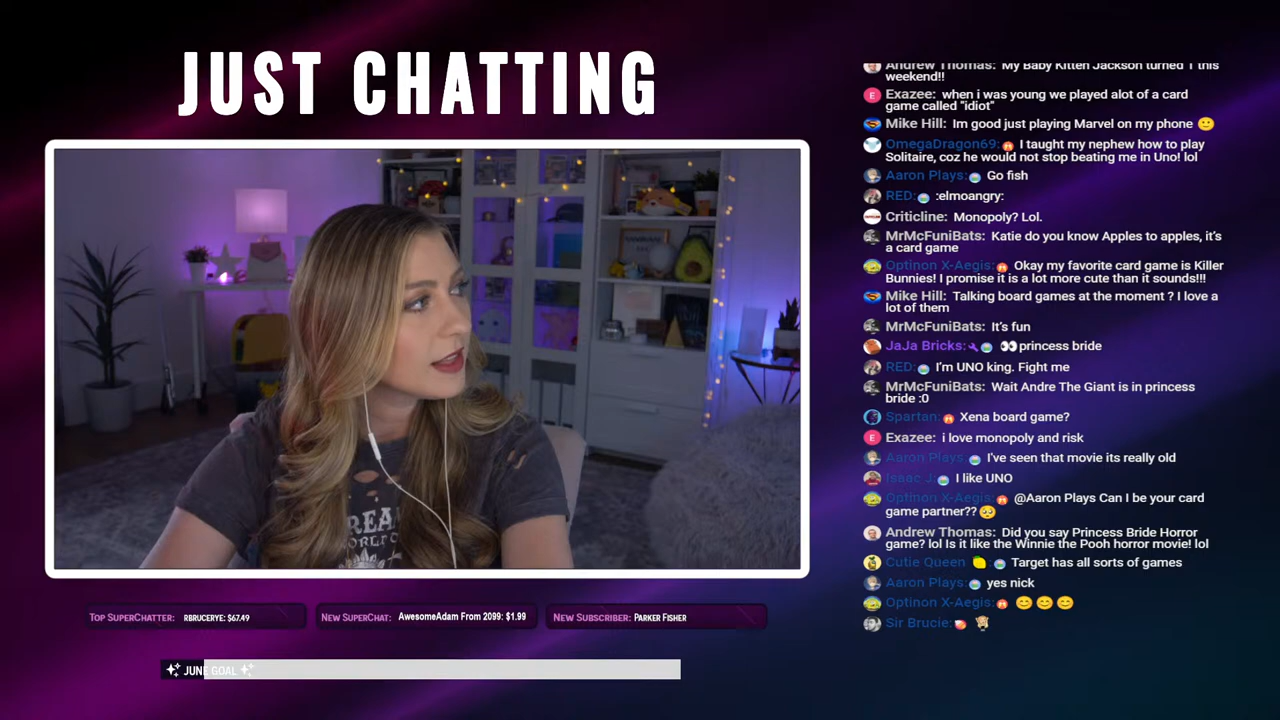 JUST CHATTING
Andrew Thomas: My Baby Kitten Jackson turned 1 this
weekend!!
E Exazee: when i was young we played alot of a card
game called "idiot"
Mike Hill: Im good just playing Marvel on my phone 🙂
OmegaDragon69: I taught my nephew how to play
Solitaire, coz he would not stop beating me in Uno! lol
Aaron Plays: Go fish
RED: :elmoangry:
Criticline: Monopoly? Lol.
MrMcFuniBats: Katie do you know Apples to apples, it's
a card game
Optinon X-Aegis: Okay my favorite card game is Killer
Bunnies! I promise it is a lot more cute than it sounds!!!
Mike Hill: Talking board games at the moment ? I love a
lot of them
MrMcFuniBats: It's fun
JaJa Bricks: 👀princess bride
RED: I'm UNO king. Fight me
MrMcFuniBats: Wait Andre The Giant is in princess
bride :0
Spartan: Xena board game?
E Exazee: i love monopoly and risk
Aaron Plays: I've seen that movie its really old
Isaac J: I like UNO
Optinon X-Aegis: @Aaron Plays Can I be your card
game partner??🥺
Andrew Thomas: Did you say Princess Bride Horror
game? lol Is it like the Winnie the Pooh horror movie! lol
Cutie Queen 🍋: Target has all sorts of games
Aaron Plays: yes nick
Optinon X-Aegis: 😊😊😊
Sir Brucie:
TOP SUPERCHATTER: RBRUCERYE: $67.49
NEW SUPERCHAT: AwesomeAdam From 2099: $1.99
NEW SUBSCRIBER: PARKER FISHER
✨ JUNE GOAL ✨